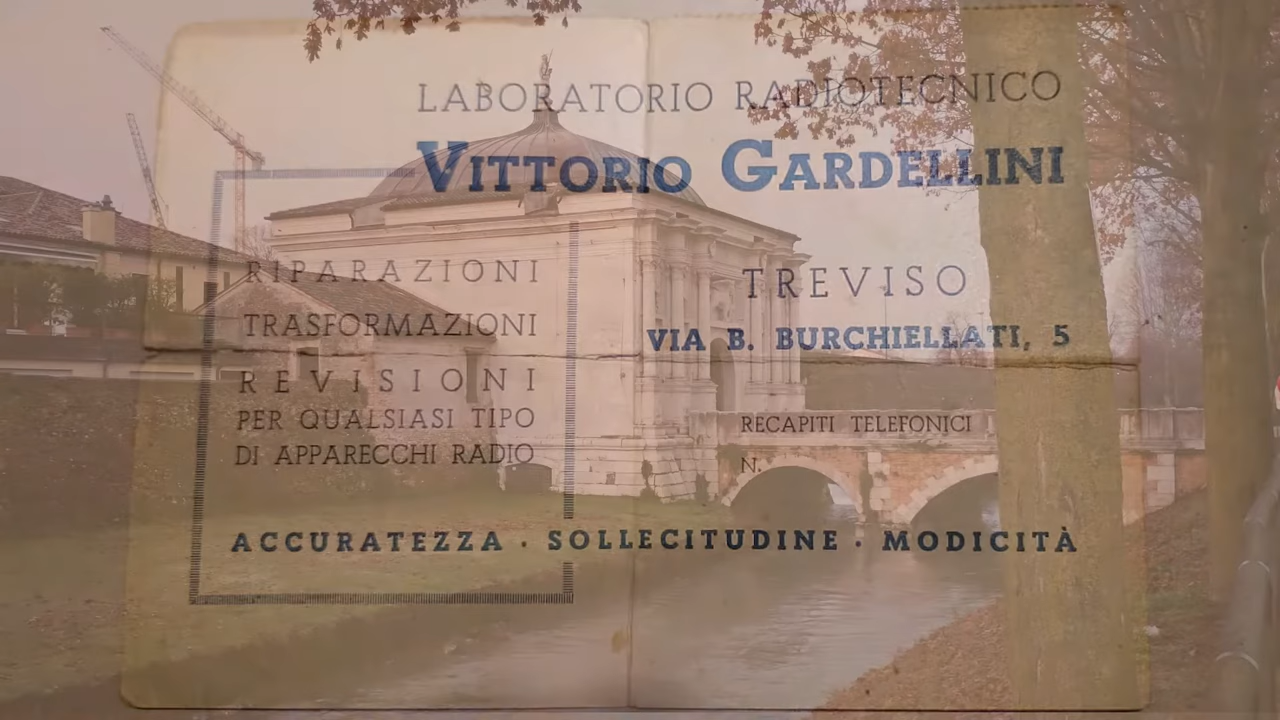 LABORATORIO RADIOTECNICO
VITTORIO GARDELLINI
RIPARAZIONI
TRASFORMAZIONI
REVISIONI
PER QUALSIASI TIPO
DI APPARECCHI RADIO
TREVISO
VIA B. BURCHIELLATI, 5
RECAPITI TELEFONICI
N.
ACCURATEZZA · SOLLECITUDINE · MODICITÀ